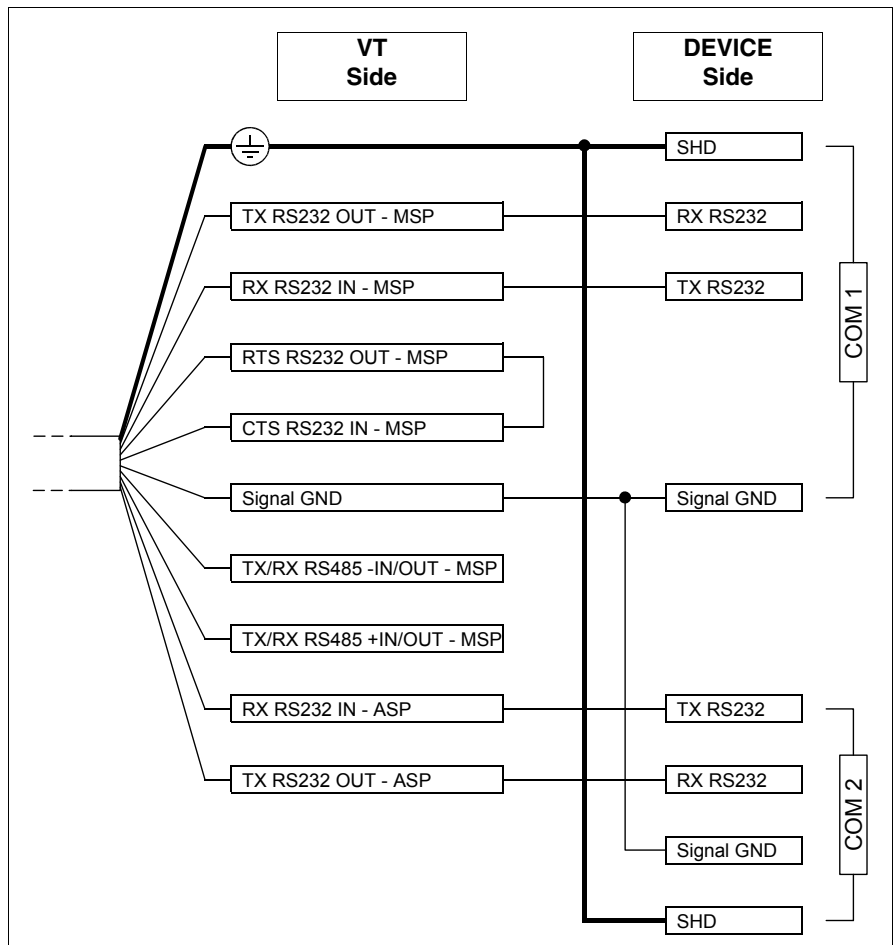 VT
Side
DEVICE
Side
SHD
TX RS232 OUT - MSP
RX RS232
RX RS232 IN - MSP
TX RS232
COM 1
RTS RS232 OUT - MSP
CTS RS232 IN - MSP
Signal GND
Signal GND
TX/RX RS485 -IN/OUT - MSP
TX/RX RS485 +IN/OUT - MSP
RX RS232 IN - ASP
TX RS232
TX RS232 OUT - ASP
RX RS232
COM 2
Signal GND
SHD